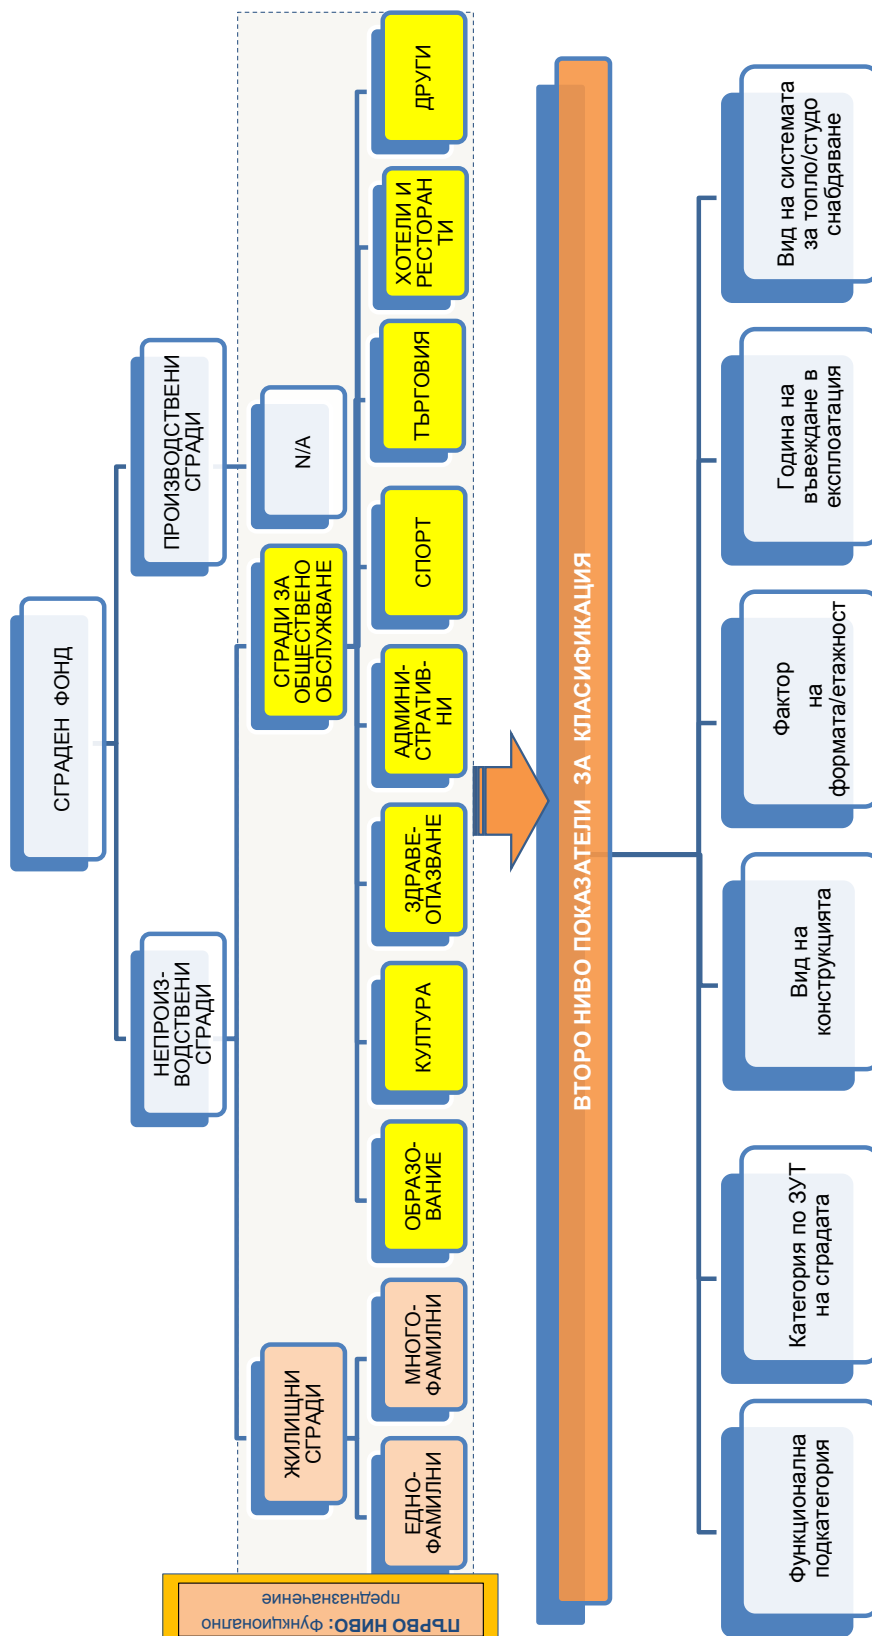 СГРАДЕН ФОНД
НЕПРОИЗ-
ВОДСТВЕНИ
СГРАДИ
ПРОИЗВОДСТВЕНИ
СГРАДИ
ПЪРВО НИВО: Функционално
предназначение
ЖИЛИЩНИ
СГРАДИ
СГРАДИ ЗА
ОБЩЕСТВЕНО
ОБСЛУЖВАНЕ
N/A
ЕДНО-
ФАМИЛНИ
МНОГО-
ФАМИЛНИ
ОБРАЗО-
ВАНИЕ
КУЛТУРА
ЗДРАВЕ-
ОПАЗВАНЕ
АДМИНИ-
СТРАТИВ-
НИ
СПОРТ
ТЪРГОВИЯ
ХОТЕЛИ И
РЕСТОРАН
ТИ
ДРУГИ
ВТОРО НИВО ПОКАЗАТЕЛИ ЗА КЛАСИФИКАЦИЯ
Функционална
подкатегория
Категория по ЗУТ
на сградата
Вид на
конструкцията
Фактор
на
формата/етажност
Година на
въвеждане в
експлоатация
Вид на системата
за топло/студо
снабдяване